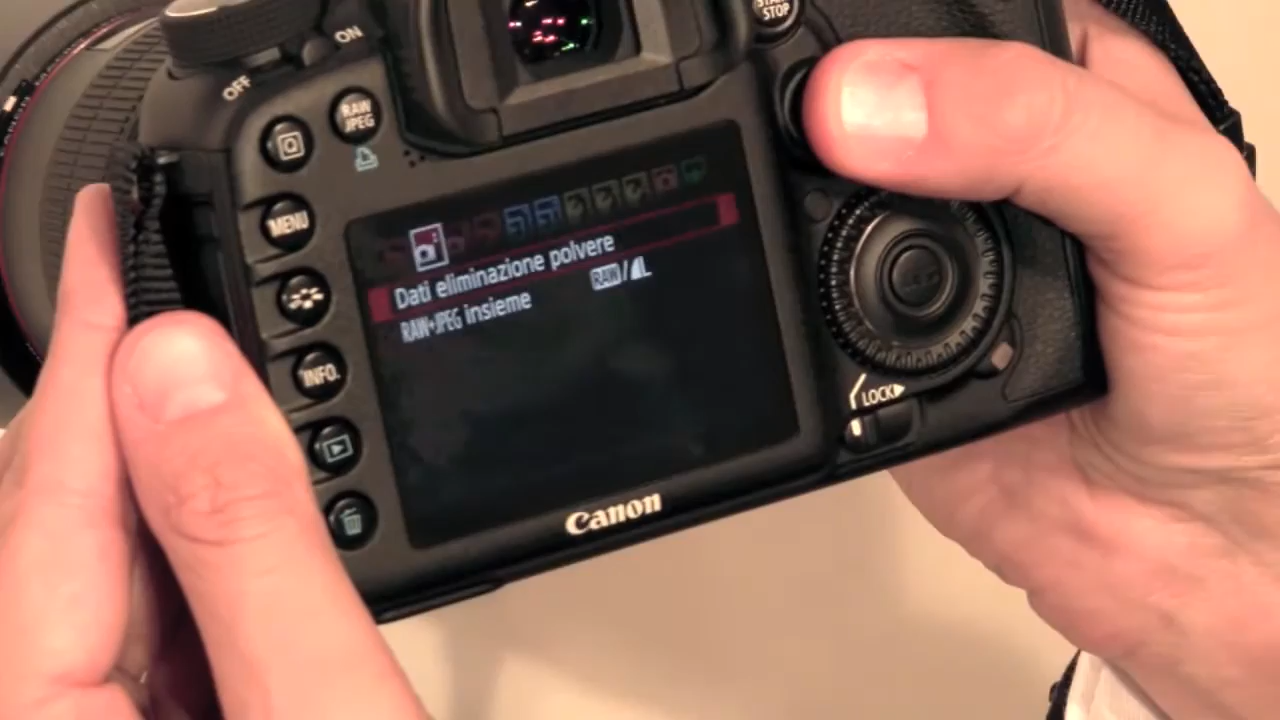 START
STOP
ON
OFF
RAW
JPEG
Q
MENU
Dati eliminazione polvere
RAW+JPEG insieme RAW/L
INFO.
LOCK
Canon